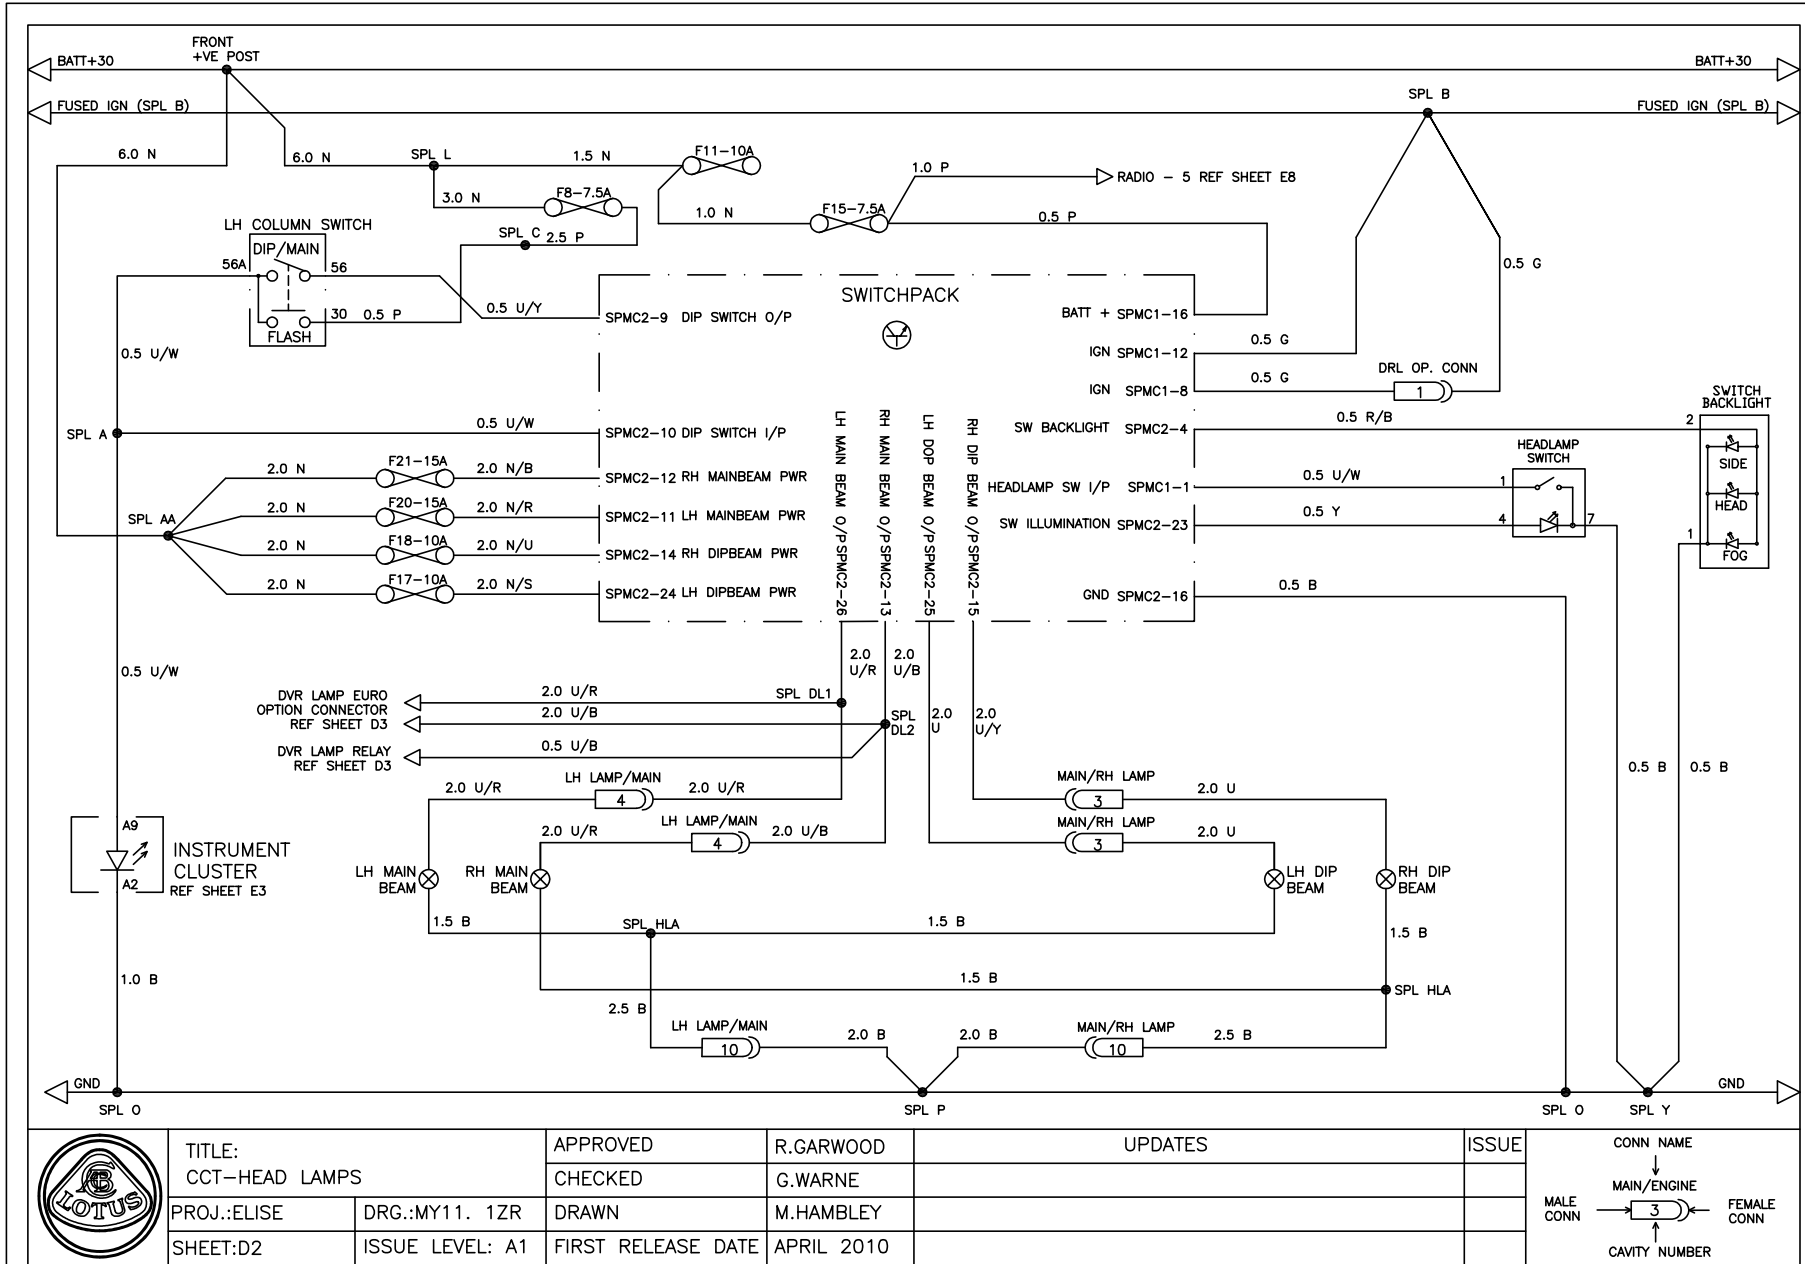 FRONT
+VE POST
BATT+30
BATT+30
FUSED IGN (SPL B)
SPL B
FUSED IGN (SPL B)
6.0 N
6.0 N
SPL L
1.5 N
F11-10A
1.0 P
RADIO - 5 REF SHEET E8
3.0 N
F8-7.5A
1.0 N
F15-7.5A
0.5 P
LH COLUMN SWITCH
SPL C
2.5 P
DIP/MAIN
56A
56
30
0.5 P
FLASH
0.5 U/Y
0.5 G
SWITCHPACK
SPMC2-9 DIP SWITCH O/P
BATT + SPMC1-16
0.5 U/W
IGN SPMC1-12
0.5 G
DRL OP. CONN
IGN SPMC1-8
0.5 G
1
SWITCH
BACKLIGHT
SPL A
0.5 U/W
SPMC2-10 DIP SWITCH I/P
SW BACKLIGHT SPMC2-4
0.5 R/B
2
HEADLAMP
SWITCH
SIDE
HEAD
FOG
1
2.0 N
F21-15A
2.0 N/B
SPMC2-12 RH MAINBEAM PWR
HEADLAMP SW I/P SPMC1-1
0.5 U/W
1
SPL AA
2.0 N
F20-15A
2.0 N/R
SPMC2-11 LH MAINBEAM PWR
SW ILLUMINATION SPMC2-23
0.5 Y
4
7
2.0 N
F18-10A
2.0 N/U
SPMC2-14 RH DIPBEAM PWR
2.0 N
F17-10A
2.0 N/S
SPMC2-24 LH DIPBEAM PWR
GND SPMC2-16
0.5 B
LH MAIN BEAM O/PSPMC2-26
RH MAIN BEAM O/PSPMC2-13
LH DOP BEAM O/PSPMC2-25
RH DIP BEAM O/PSPMC2-15
0.5 U/W
2.0
U/R
2.0
U/B
DVR LAMP EURO
OPTION CONNECTOR
REF SHEET D3
2.0 U/R
SPL DL1
2.0 U/B
SPL
DL2
2.0
U
2.0
U/Y
DVR LAMP RELAY
REF SHEET D3
0.5 U/B
0.5 B
0.5 B
2.0 U/R
LH LAMP/MAIN
4
2.0 U/R
MAIN/RH LAMP
3
2.0 U
2.0 U/R
LH LAMP/MAIN
4
2.0 U/B
MAIN/RH LAMP
3
2.0 U
A9
INSTRUMENT
CLUSTER
REF SHEET E3
A2
LH MAIN
BEAM
RH MAIN
BEAM
LH DIP
BEAM
RH DIP
BEAM
1.5 B
SPL HLA
1.5 B
1.5 B
1.0 B
1.5 B
SPL HLA
2.5 B
LH LAMP/MAIN
10
2.0 B
2.0 B
MAIN/RH LAMP
10
2.5 B
GND
GND
SPL O
SPL P
SPL O
SPL Y
LOTUS
TITLE:
CCT-HEAD LAMPS
APPROVED
R.GARWOOD
UPDATES
ISSUE
CHECKED
G.WARNE
PROJ.:ELISE
DRG.:MY11. 1ZR
DRAWN
M.HAMBLEY
SHEET:D2
ISSUE LEVEL: A1
FIRST RELEASE DATE
APRIL 2010
CONN NAME
MAIN/ENGINE
MALE
CONN
3
FEMALE
CONN
CAVITY NUMBER